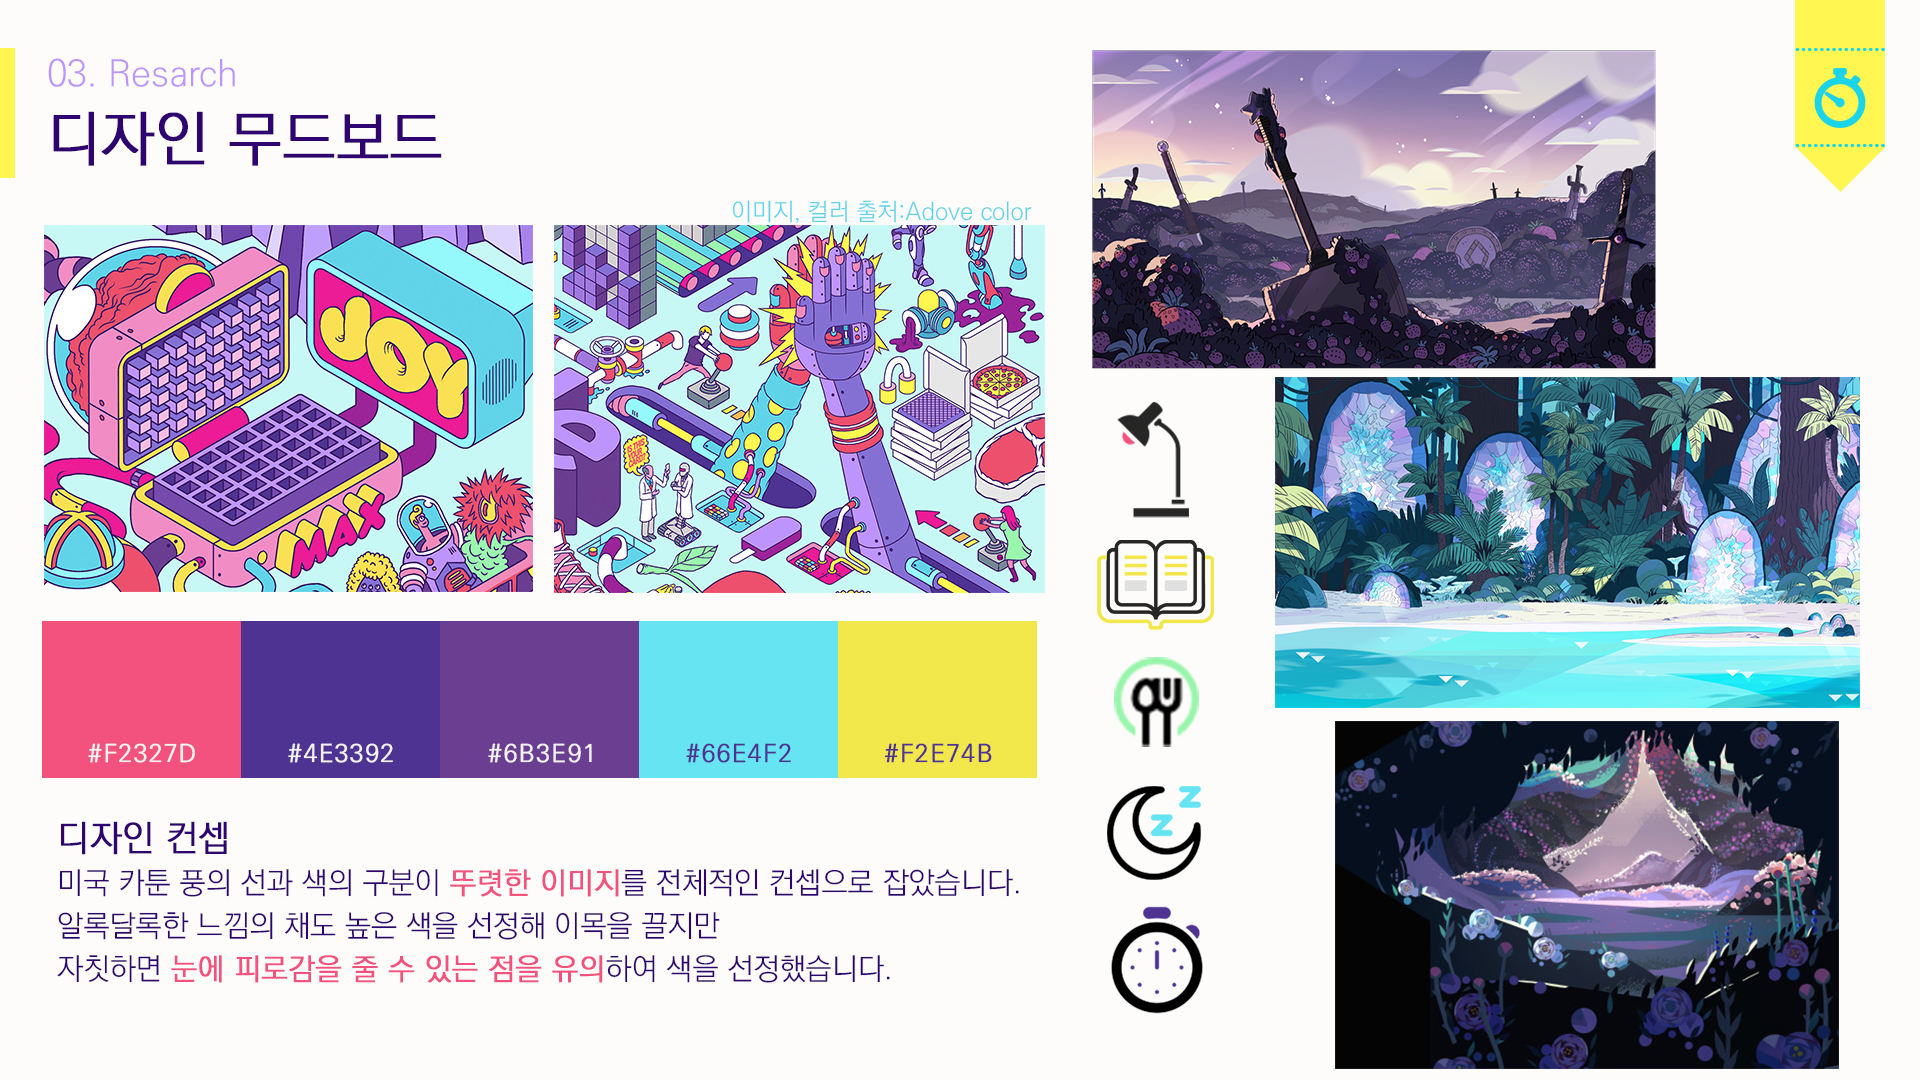 03. Resarch
디자인 무드보드
이미지, 컬러 출처:Adove color
JOY
MAX
#F2327D
#4E3392
#6B3E91
#66E4F2
#F2E74B
디자인 컨셉
미국 카툰 풍의 선과 색의 구분이 뚜렷한 이미지를 전체적인 컨셉으로 잡았습니다.
알록달록한 느낌의 채도 높은 색을 선정해 이목을 끌지만
자칫하면 눈에 피로감을 줄 수 있는 점을 유의하여 색을 선정했습니다.
z
z